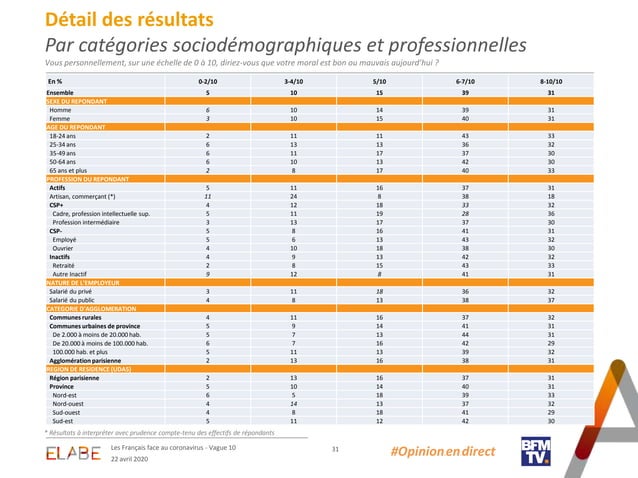 Détail des résultats
Par catégories sociodémographiques et professionnelles
Vous personnellement, sur une échelle de 0 à 10, diriez-vous que votre moral est bon ou mauvais aujourd'hui ?
En % 0-2/10 3-4/10 5/10 6-7/10 8-10/10
Ensemble 5 10 15 39 31
SEXE DU REPONDANT
Homme 6 10 14 39 31
Femme 3 10 15 40 31
AGE DU REPONDANT
18-24 ans 2 11 11 43 33
25-34 ans 6 13 13 36 32
35-49 ans 6 11 17 37 30
50-64 ans 6 10 13 42 30
65 ans et plus 2 8 17 40 33
PROFESSION DU REPONDANT
Actifs 5 11 16 37 31
Artisan, commerçant (*) 11 24 8 38 18
CSP+ 4 12 18 33 32
Cadre, profession intellectuelle sup. 5 11 19 28 36
Profession intermédiaire 3 13 17 37 30
CSP- 5 8 16 41 31
Employé 5 6 13 43 32
Ouvrier 4 10 18 38 30
Inactifs 4 9 13 42 32
Retraité 2 8 15 43 33
Autre Inactif 9 12 8 41 31
NATURE DE L'EMPLOYEUR
Salarié du privé 3 11 18 36 32
Salarié du public 4 8 13 38 37
CATEGORIE D'AGGLOMERATION
Communes rurales 4 11 16 37 32
Communes urbaines de province 5 9 14 41 31
De 2.000 à moins de 20.000 hab. 5 7 13 44 31
De 20.000 à moins de 100.000 hab. 6 7 16 42 29
100.000 hab. et plus 5 11 13 39 32
Agglomération parisienne 2 13 16 38 31
REGION DE RESIDENCE (UDA5)
Région parisienne 2 13 16 37 31
Province 5 10 14 40 31
Nord-est 6 5 18 39 33
Nord-ouest 4 14 13 37 32
Sud-ouest 4 8 18 41 29
Sud-est 5 11 12 42 30
* Résultats à interpréter avec prudence compte-tenu des effectifs de répondants
ELABE
Les Français face au coronavirus - Vague 10
22 avril 2020
31
#Opinionendirect
BFM
TV.